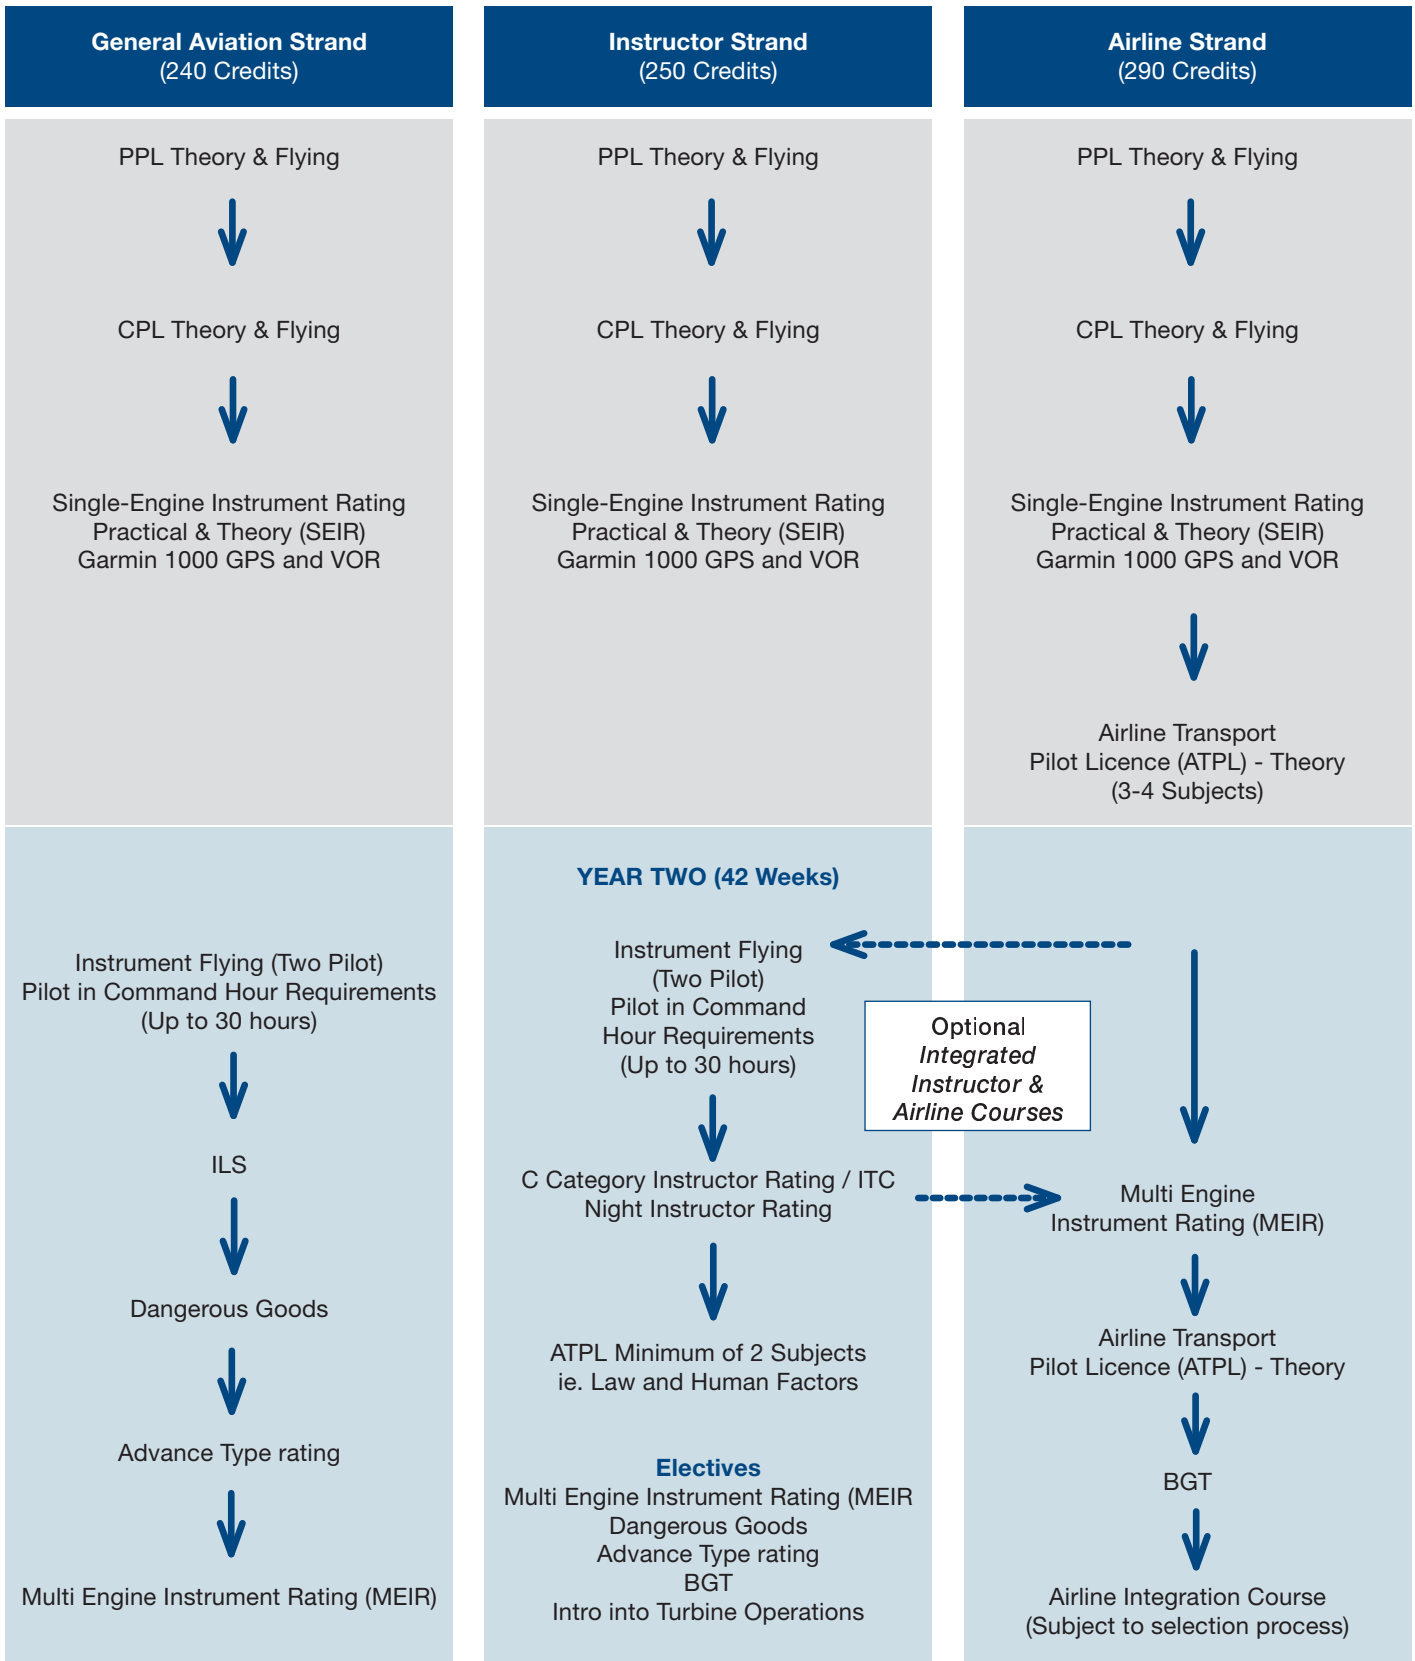 General Aviation Strand
(240 Credits)
PPL Theory & Flying
CPL Theory & Flying
Single-Engine Instrument Rating
Practical & Theory (SEIR)
Garmin 1000 GPS and VOR
Instrument Flying (Two Pilot)
Pilot in Command Hour Requirements
(Up to 30 hours)
ILS
Dangerous Goods
Advance Type rating
Multi Engine Instrument Rating (MEIR)
Instructor Strand
(250 Credits)
PPL Theory & Flying
CPL Theory & Flying
Single-Engine Instrument Rating
Practical & Theory (SEIR)
Garmin 1000 GPS and VOR
YEAR TWO (42 Weeks)
Instrument Flying
(Two Pilot)
Pilot in Command
Hour Requirements
(Up to 30 hours)
C Category Instructor Rating / ITC
Night Instructor Rating
ATPL Minimum of 2 Subjects
ie. Law and Human Factors
Electives
Multi Engine Instrument Rating (MEIR
Dangerous Goods
Advance Type rating
BGT
Intro into Turbine Operations
Optional
Integrated
Instructor &
Airline Courses
Airline Strand
(290 Credits)
PPL Theory & Flying
CPL Theory & Flying
Single-Engine Instrument Rating
Practical & Theory (SEIR)
Garmin 1000 GPS and VOR
Airline Transport
Pilot Licence (ATPL) - Theory
(3-4 Subjects)
Multi Engine
Instrument Rating (MEIR)
Airline Transport
Pilot Licence (ATPL) - Theory
BGT
Airline Integration Course
(Subject to selection process)